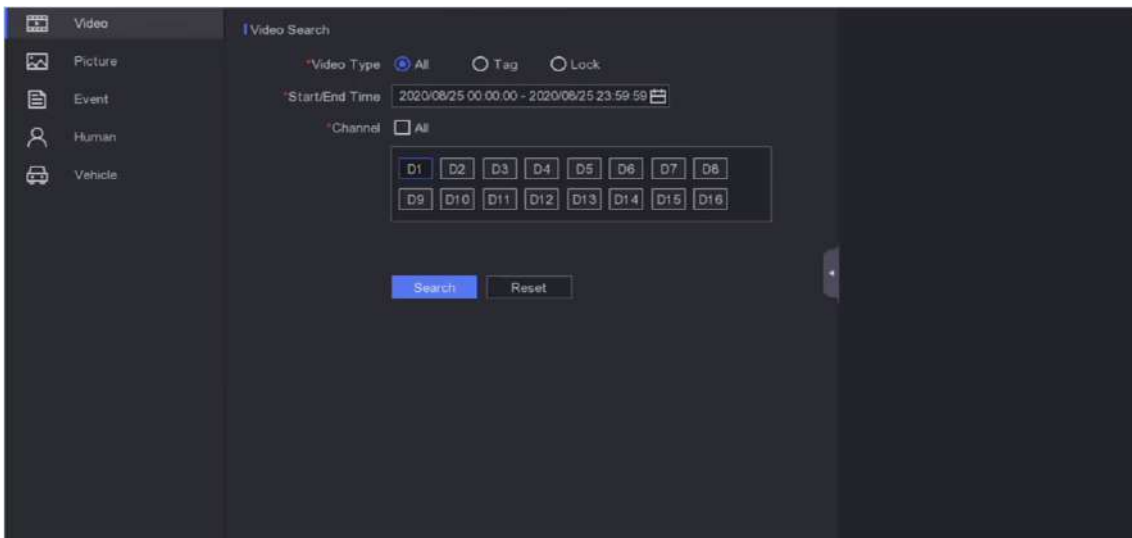 Video
Picture
Event
Human
Vehicle
Video Search
*Video Type All Tag Lock
*Start/End Time 2020/08/25 00:00:00 - 2020/08/25 23:59:59
*Channel All
D1 D2 D3 D4 D5 D6 D7 D8
D9 D10 D11 D12 D13 D14 D15 D16
Search Reset